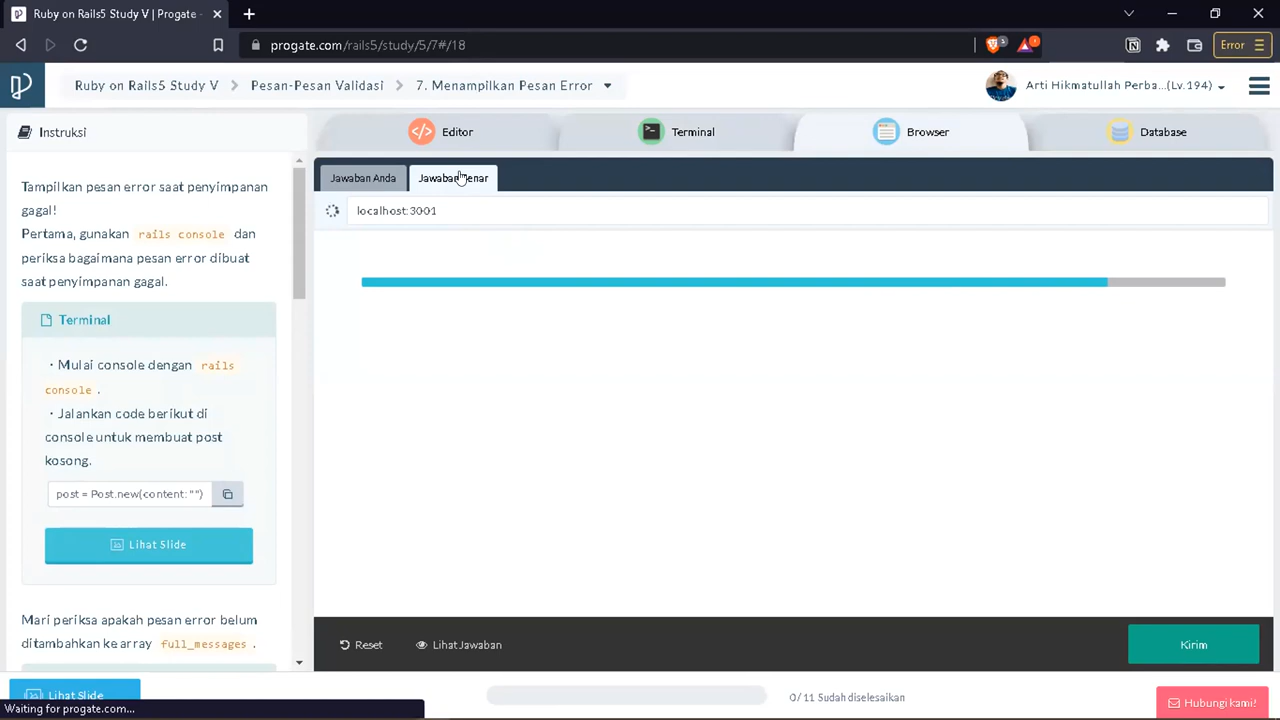 Ruby on Rails5 Study V | Progate -
progate.com/rails5/study/5/7#/18
Error
Ruby on Rails5 Study V
Pesan-Pesan Validasi
7. Menampilkan Pesan Error
Arti Hikmatullah Perba...(Lv.194)
Instruksi
Editor
Terminal
Browser
Database
Jawaban Anda
localhost:3001
Tampilkan pesan error saat penyimpanan
gagal!
Pertama, gunakan rails console dan
periksa bagaimana pesan error dibuat
saat penyimpanan gagal.
Terminal
・Mulai console dengan rails
console .
・Jalankan code berikut di
console untuk membuat post
kosong.
post = Post.new(content:"")
Lihat Slide
Mari periksa apakah pesan error belum
ditambahkan ke array full_messages .
Reset
Lihat Jawaban
Kirim
Lihat Slide
0/11 Sudah diselesaikan
Hubungi kami!
Waiting for progate.com...